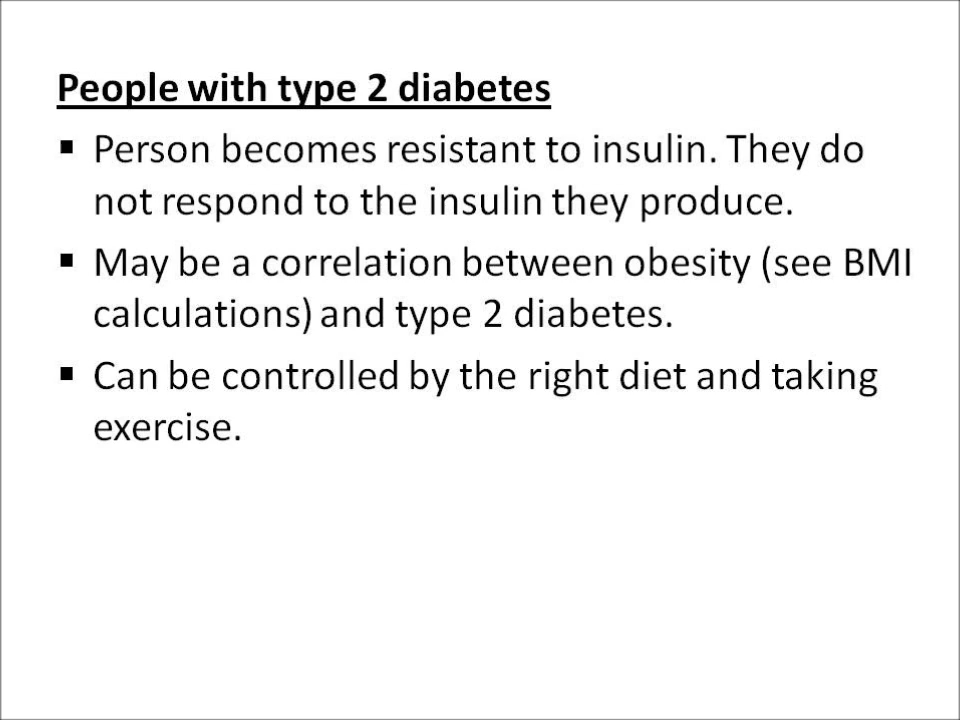 People with type 2 diabetes
▪ Person becomes resistant to insulin. They do
not respond to the insulin they produce.
▪ May be a correlation between obesity (see BMI
calculations) and type 2 diabetes.
▪ Can be controlled by the right diet and taking
exercise.